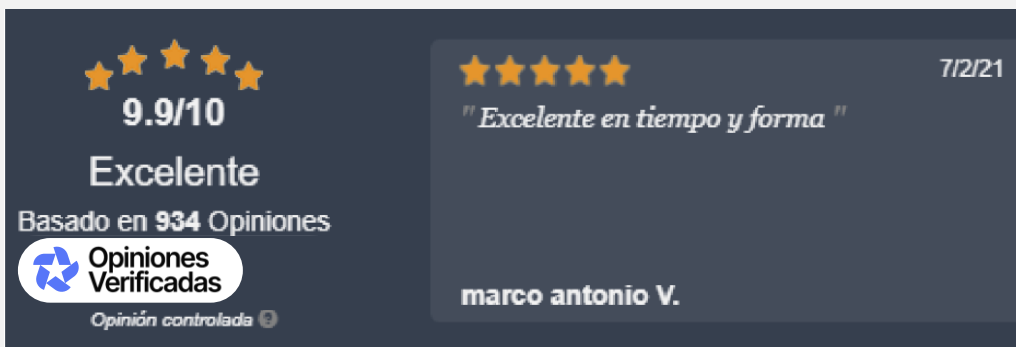 9.9/10
Excelente
Basado en 934 Opiniones
Opiniones
Verificadas
Opinión controlada ?
7/2/21
" Excelente en tiempo y forma "
marco antonio V.